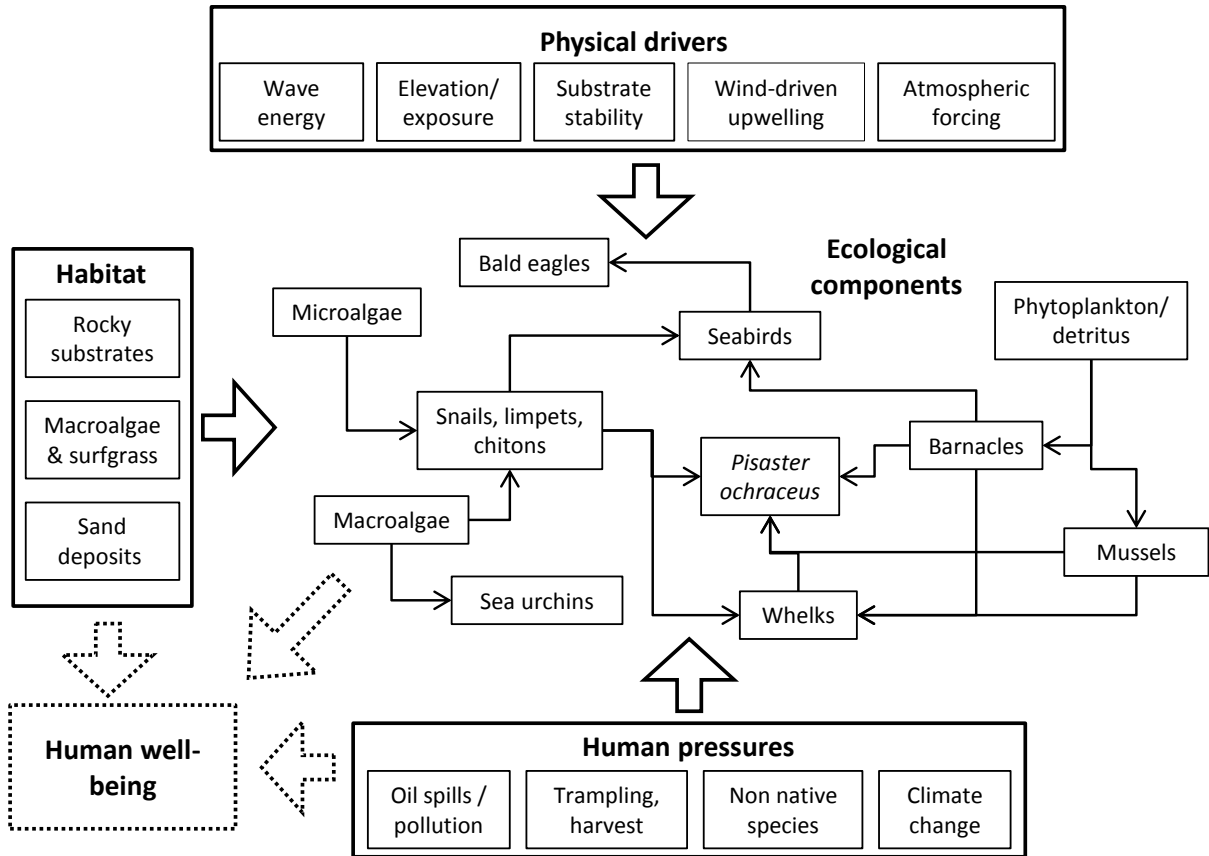 Physical drivers
Wave
energy
Elevation/
exposure
Substrate
stability
Wind-driven
upwelling
Atmospheric
forcing
Habitat
Rocky
substrates
Macroalgae
& surfgrass
Sand
deposits
Ecological
components
Bald eagles
Microalgae
Seabirds
Phytoplankton/
detritus
Snails, limpets,
chitons
Pisaster
ochraceus
Barnacles
Macroalgae
Mussels
Sea urchins
Whelks
Human well-
being
Human pressures
Oil spills /
pollution
Trampling,
harvest
Non native
species
Climate
change